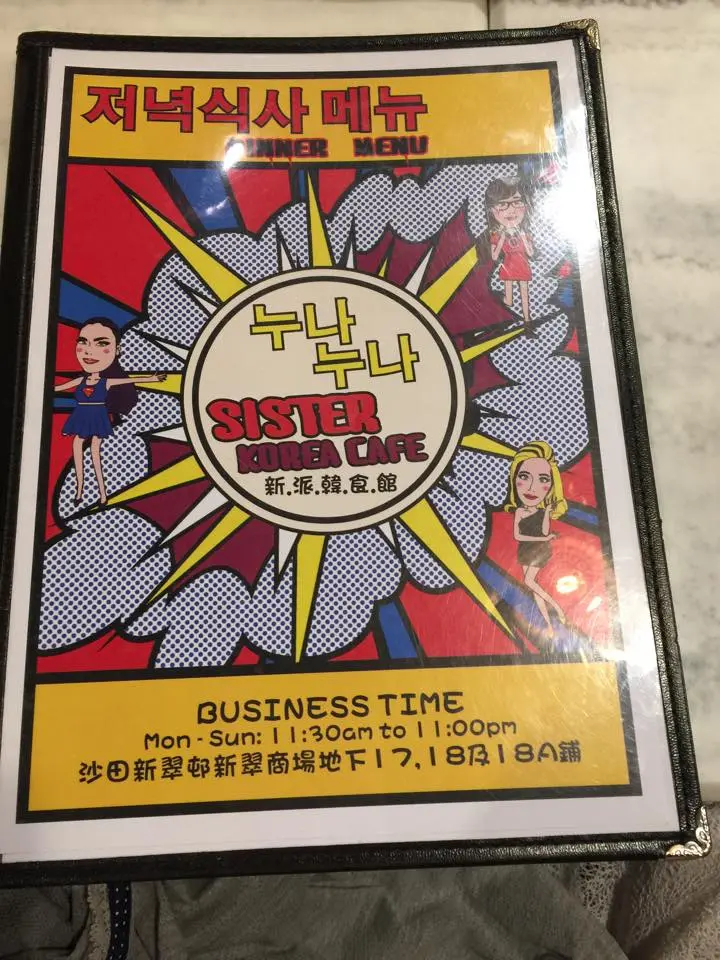 저녁식사 메뉴
DINNER MENU
누나
누나
SISTER
KOREA CAFE
新.派.韓.食.館
BUSINESS TIME
Mon - Sun: 11:30am to 11:00pm
沙田新翠邨新翠商場地下17,18及18A鋪